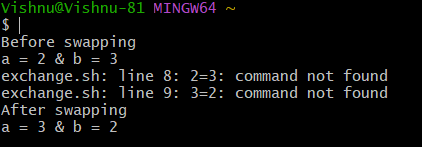 Vishnu@Vishnu-81 MINGW64 ~
$
Before swapping
a = 2 & b = 3
exchange.sh: line 8: 2=3: command not found
exchange.sh: line 9: 3=2: command not found
After swapping
a = 3 & b = 2